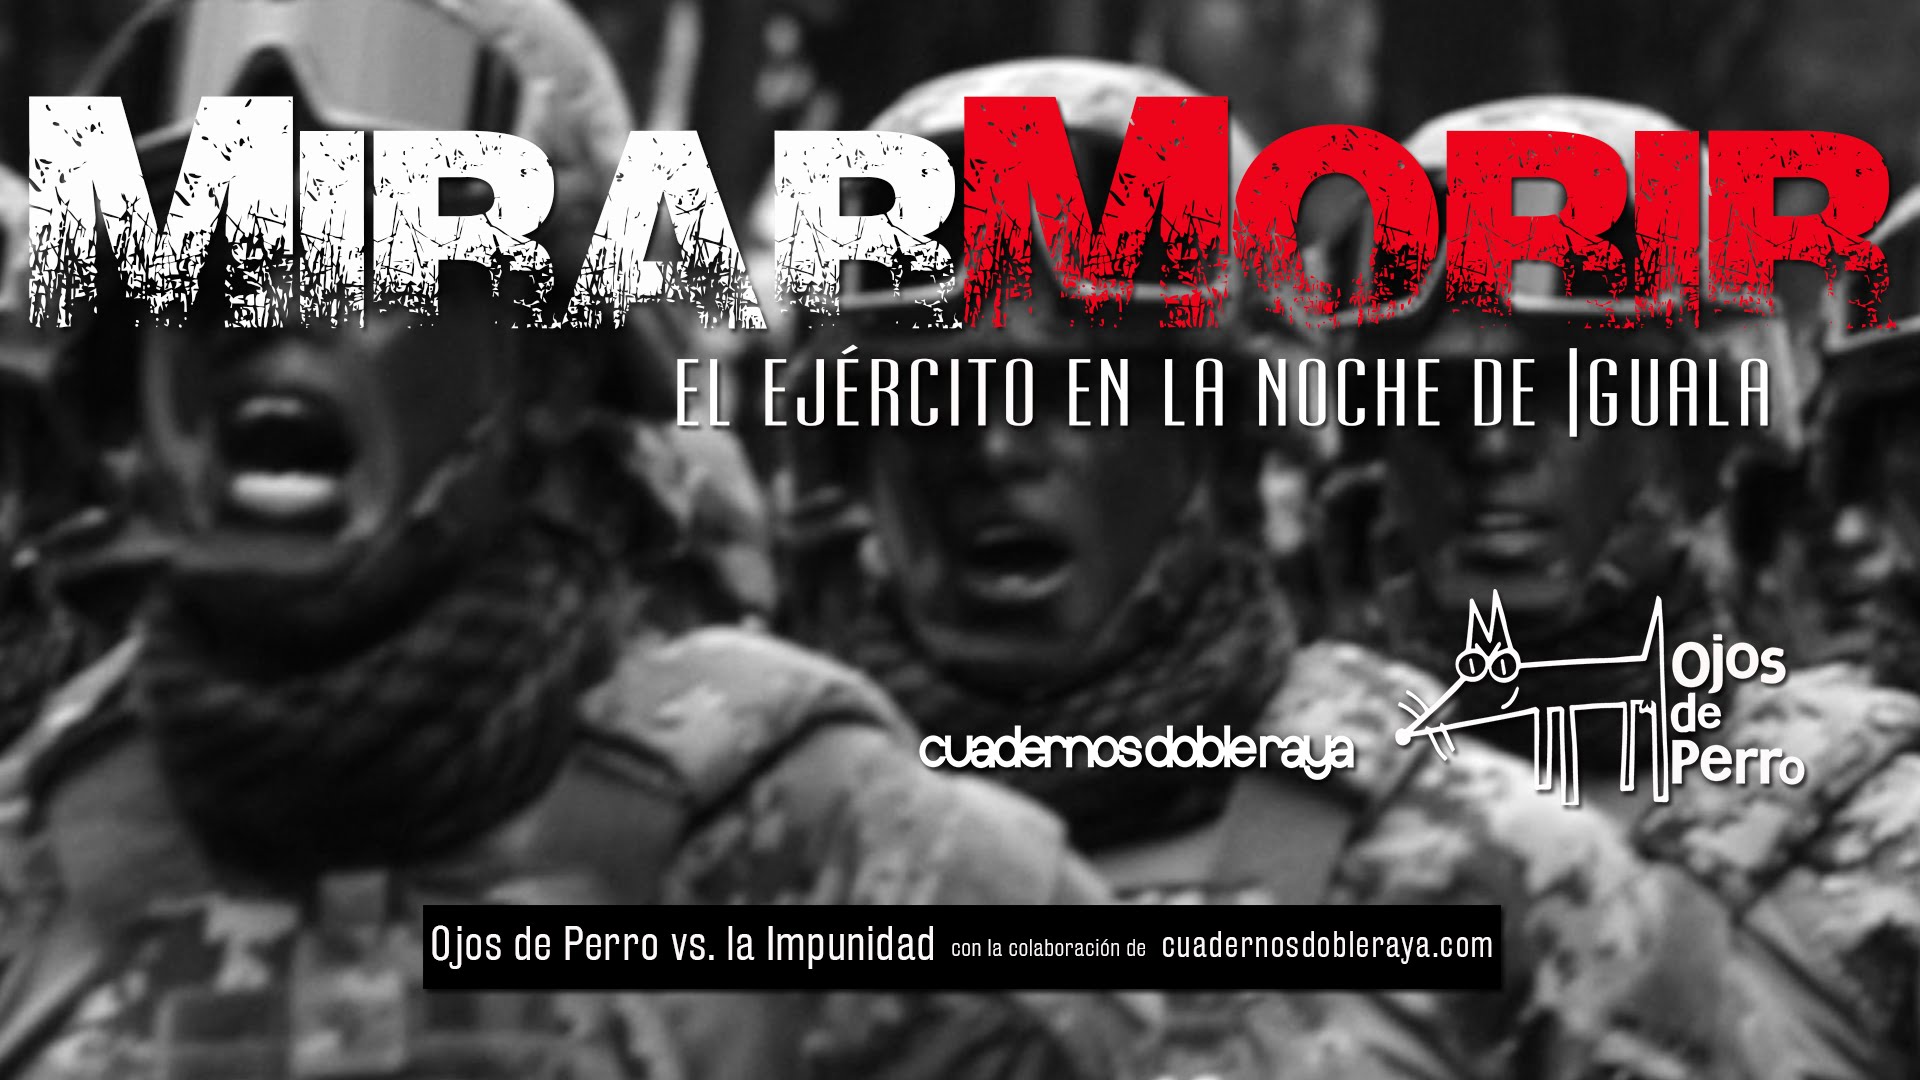 MIRAR MORIR
EL EJÉRCITO EN LA NOCHE DE IGUALA
Ojos
de
Perro
cuadernosdobleraya
Ojos de Perro vs. la Impunidad con la colaboración de cuadernosdobleraya.com